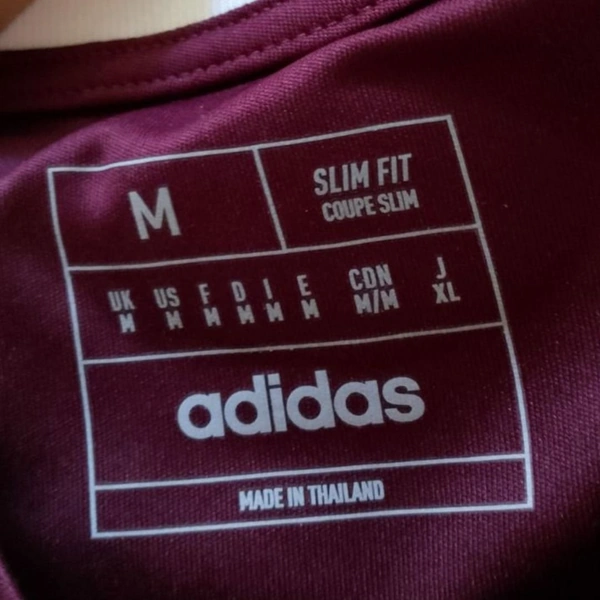 M
SLIM FIT
COUPE SLIM
UK US F D I E CDN J
M M M M M M M/M XL
adidas
MADE IN THAILAND